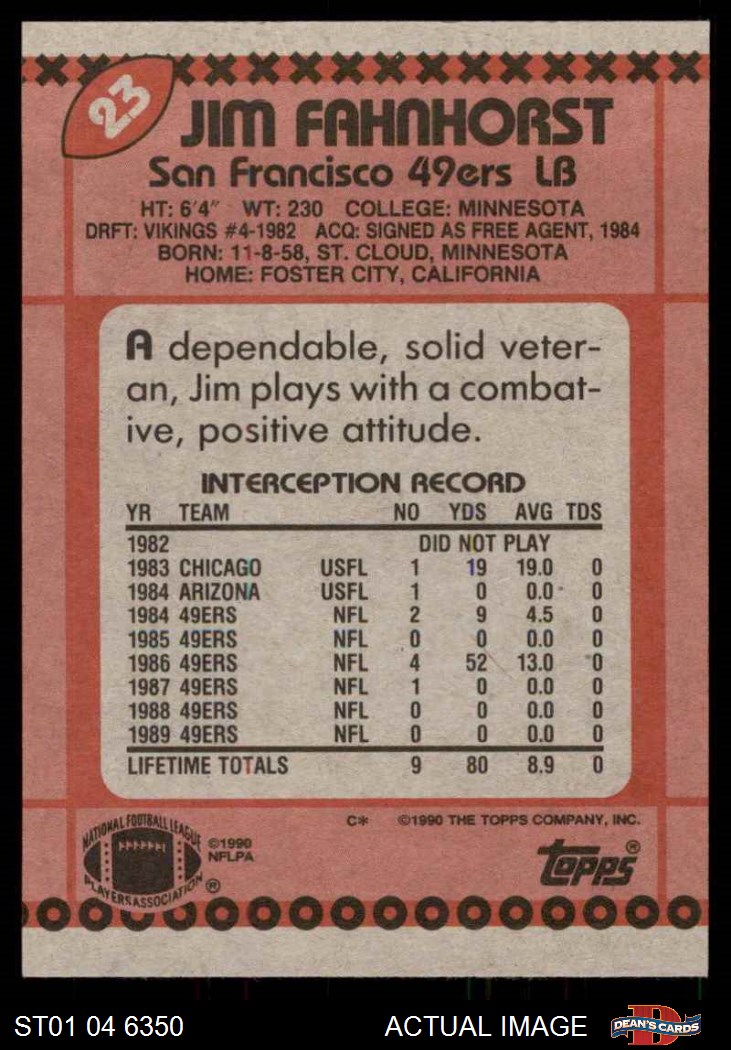 23
JIM FAHNHORST
San Francisco 49ers LB
HT: 6'4" WT: 230 COLLEGE: MINNESOTA
DRFT: VIKINGS #4-1982 ACQ: SIGNED AS FREE AGENT, 1984
BORN: 11-8-58, ST. CLOUD, MINNESOTA
HOME: FOSTER CITY, CALIFORNIA
A dependable, solid veter-
an, Jim plays with a combat-
ive, positive attitude.
INTERCEPTION RECORD
YR TEAM NO YDS AVG TDS
1982 DID NOT PLAY
1983 CHICAGO USFL 1 19 19.0 0
1984 ARIZONA USFL 1 0 0.0 0
1984 49ERS NFL 2 9 4.5 0
1985 49ERS NFL 0 0 0.0 0
1986 49ERS NFL 4 52 13.0 0
1987 49ERS NFL 1 0 0.0 0
1988 49ERS NFL 0 0 0.0 0
1989 49ERS NFL 0 0 0.0 0
LIFETIME TOTALS 9 80 8.9 0
C* ©1990 THE TOPPS COMPANY, INC.
NATIONAL FOOTBALL LEAGUE
PLAYERS ASSOCIATION ®
©1990
NFLPA
Topps®
ST01 04 6350 ACTUAL IMAGE
D
DEAN'S CARDS